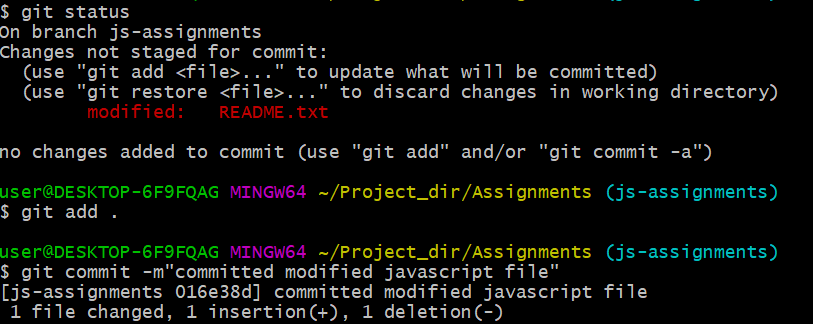 $ git status
On branch js-assignments
Changes not staged for commit:
  (use "git add <file>..." to update what will be committed)
  (use "git restore <file>..." to discard changes in working directory)
        modified:   README.txt

no changes added to commit (use "git add" and/or "git commit -a")

user@DESKTOP-6F9FQAG MINGW64 ~/Project_dir/Assignments (js-assignments)
$ git add .

user@DESKTOP-6F9FQAG MINGW64 ~/Project_dir/Assignments (js-assignments)
$ git commit -m"committed modified javascript file"
[js-assignments 016e38d] committed modified javascript file
 1 file changed, 1 insertion(+), 1 deletion(-)